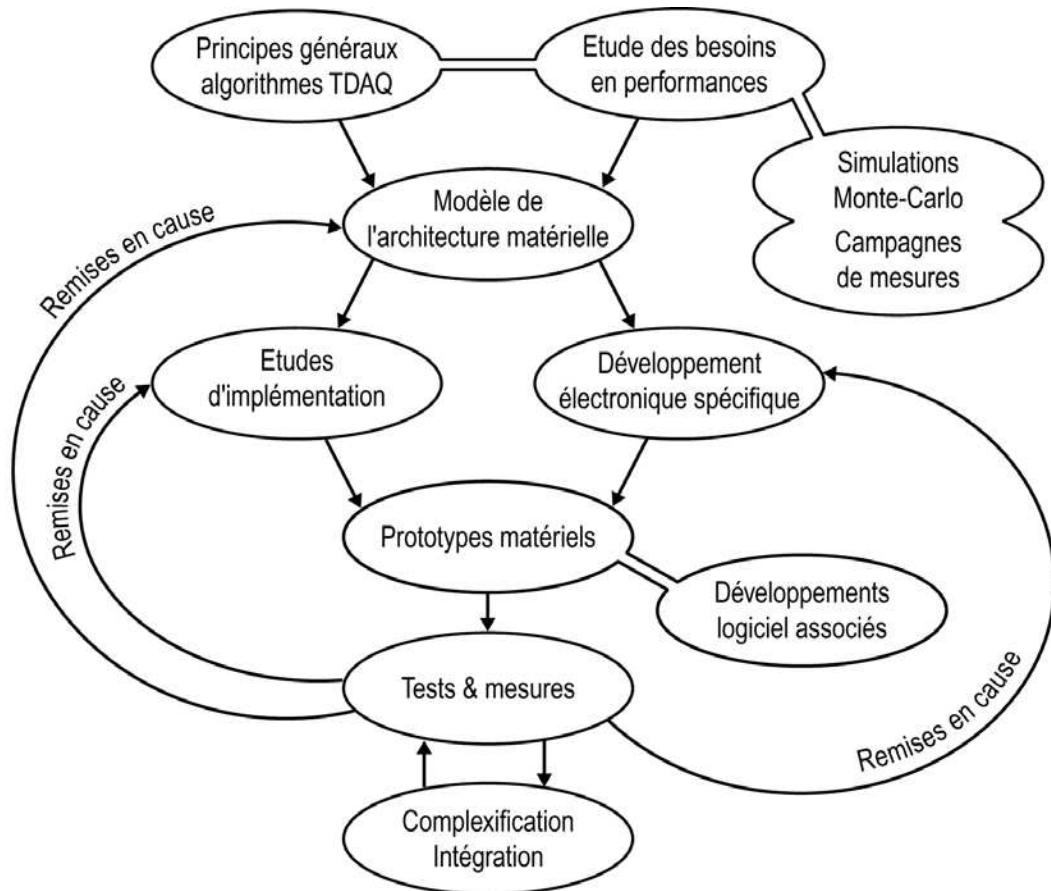 Principes généraux
algorithmes TDAQ
Etude des besoins
en performances
Simulations
Monte-Carlo
Campagnes
de mesures
Modèle de
l'architecture matérielle
Remises en cause
Remises en cause
Etudes
d'implémentation
Développement
électronique spécifique
Prototypes matériels
Développements
logiciel associés
Tests & mesures
Remises en cause
Complexification
Intégration